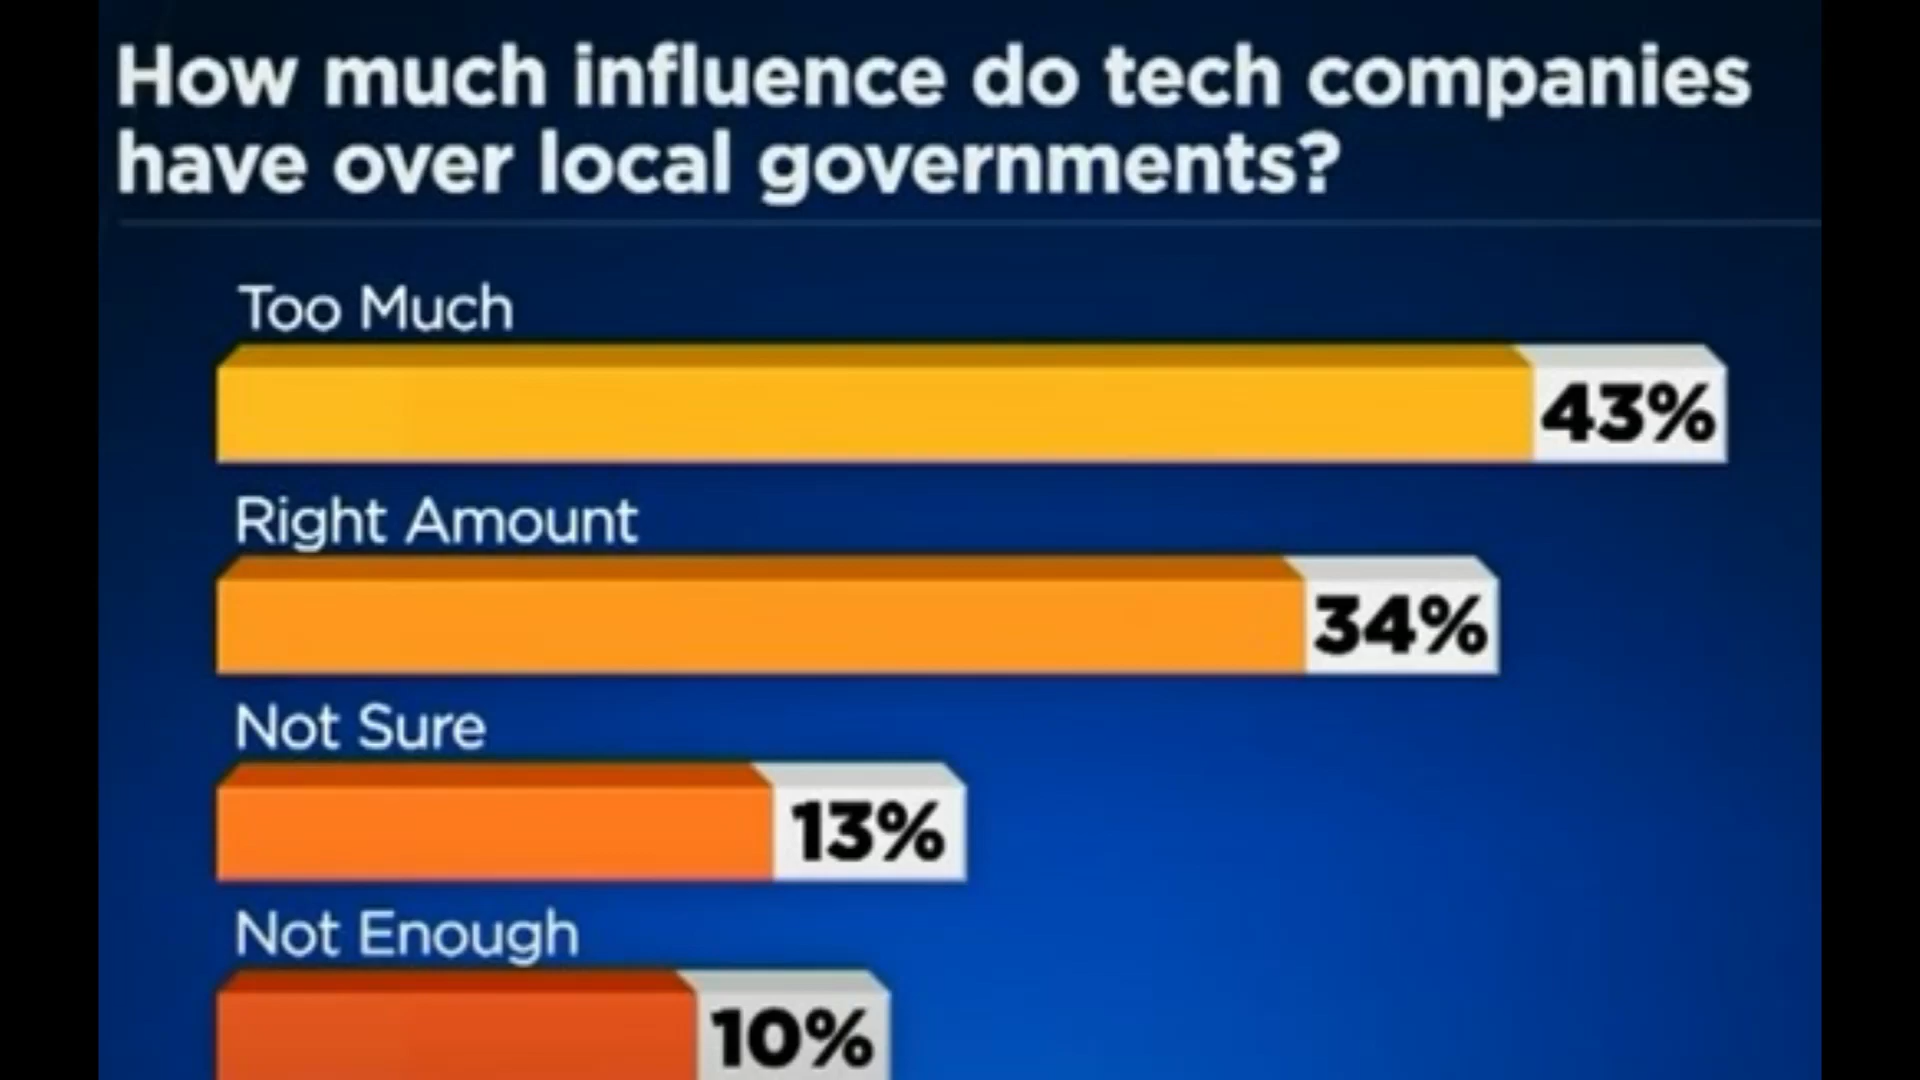 How much influence do tech companies
have over local governments?
Too Much
43%
Right Amount
34%
Not Sure
13%
Not Enough
10%